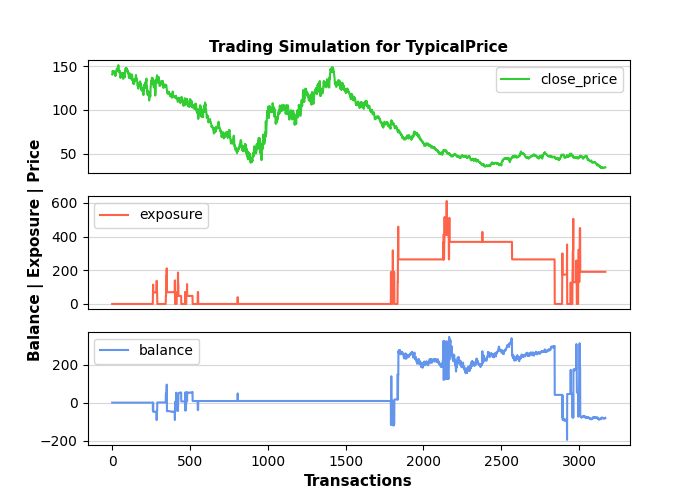 Trading Simulation for TypicalPrice
150
100
50
close_price
Balance | Exposure | Price
600
400
200
0
exposure
200
0
−200
balance
0 500 1000 1500 2000 2500 3000
Transactions